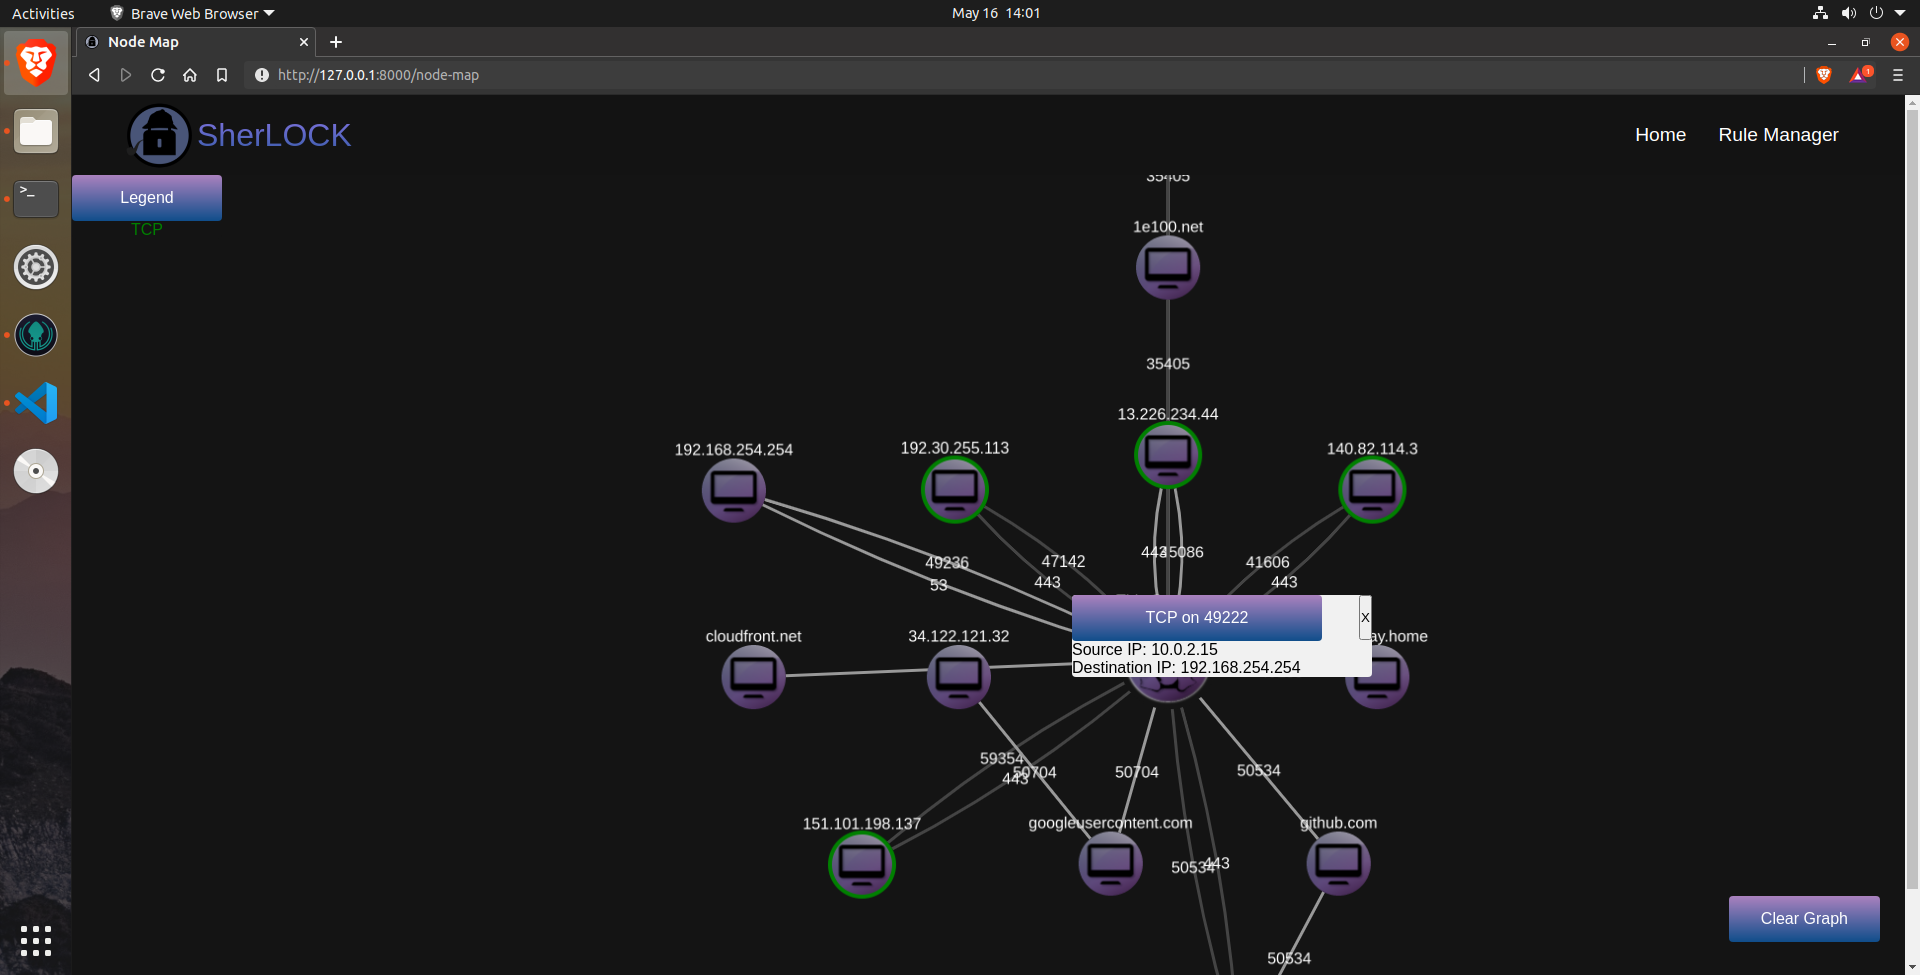 Activities
Brave Web Browser
May 16 14:01
Node Map
http://127.0.0.1:8000/node-map
1
>_
SherLOCK
Home
Rule Manager
Legend
TCP
35405
1e100.net
35405
13.226.234.44
192.168.254.254
192.30.255.113
140.82.114.3
443
45086
49236
47142
41606
53
443
443
TCP on 49222
X
Source IP: 10.0.2.15
Destination IP: 192.168.254.254
cloudfront.net
34.122.121.32
ay.home
59354
443
50704
50704
50534
151.101.198.137
googleusercontent.com
github.com
50534
443
Clear Graph
50534